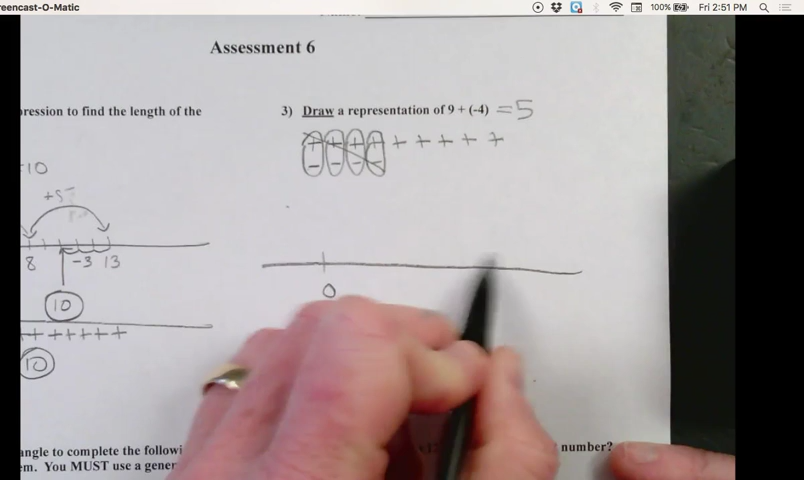 reencast-O-Matic
100%
Fri 2:51 PM
Assessment 6
ression to find the length of the
3) Draw a representation of 9 + (-4) = 5
+ + + + + + + + +
- - - -
10
+5
8 -3 13
10
0
+ + + + + +
10
angle to complete the followi
number?
m. You MUST use a gener